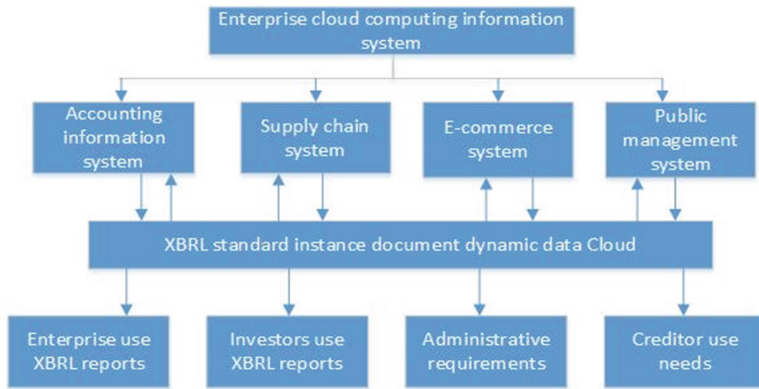 Enterprise cloud computing information
system
Accounting
information
system
Supply chain
system
E-commerce
system
Public
management
system
XBRL standard instance document dynamic data Cloud
Enterprise use
XBRL reports
Investors use
XBRL reports
Administrative
requirements
Creditor use
needs